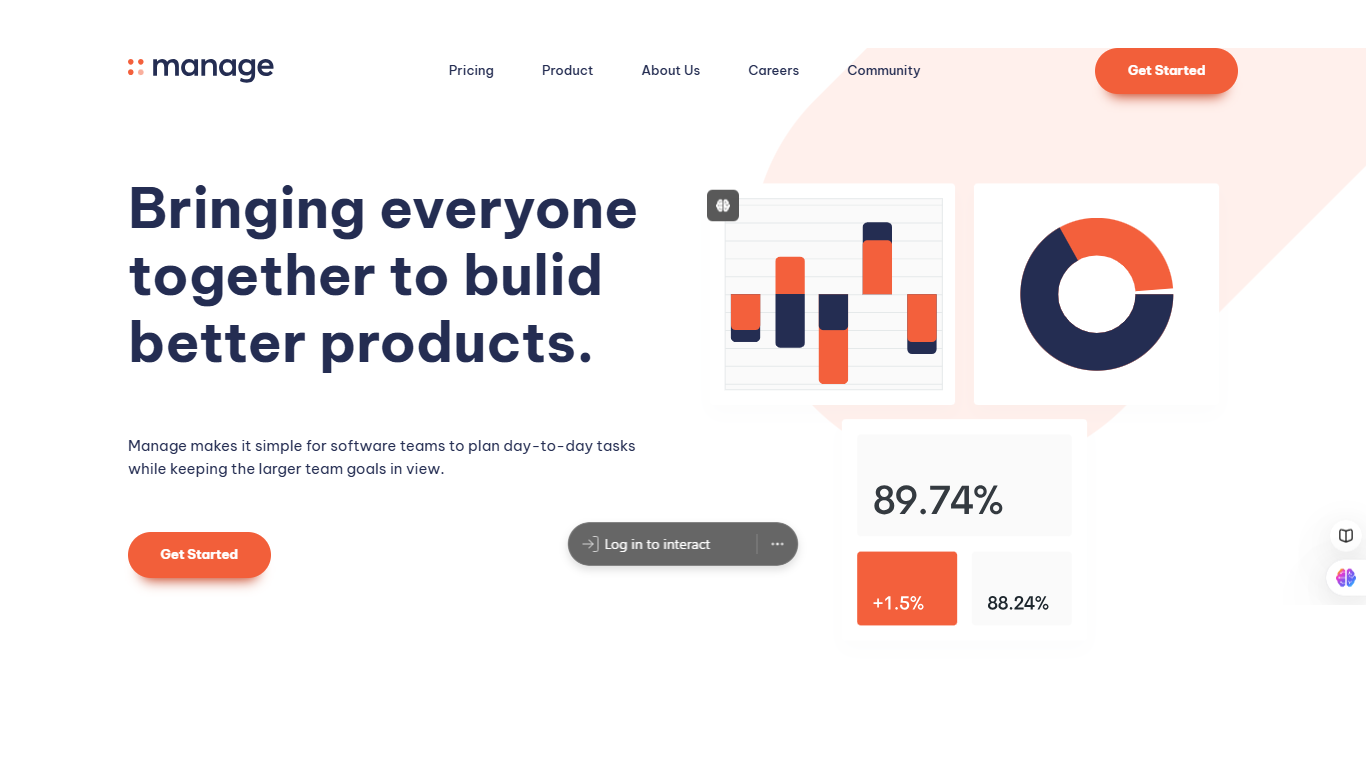 manage
Pricing Product About Us Careers Community
Get Started
Bringing everyone
together to bulid
better products.
Manage makes it simple for software teams to plan day-to-day tasks
while keeping the larger team goals in view.
Get Started
Log in to interact
89.74%
+1.5%
88.24%